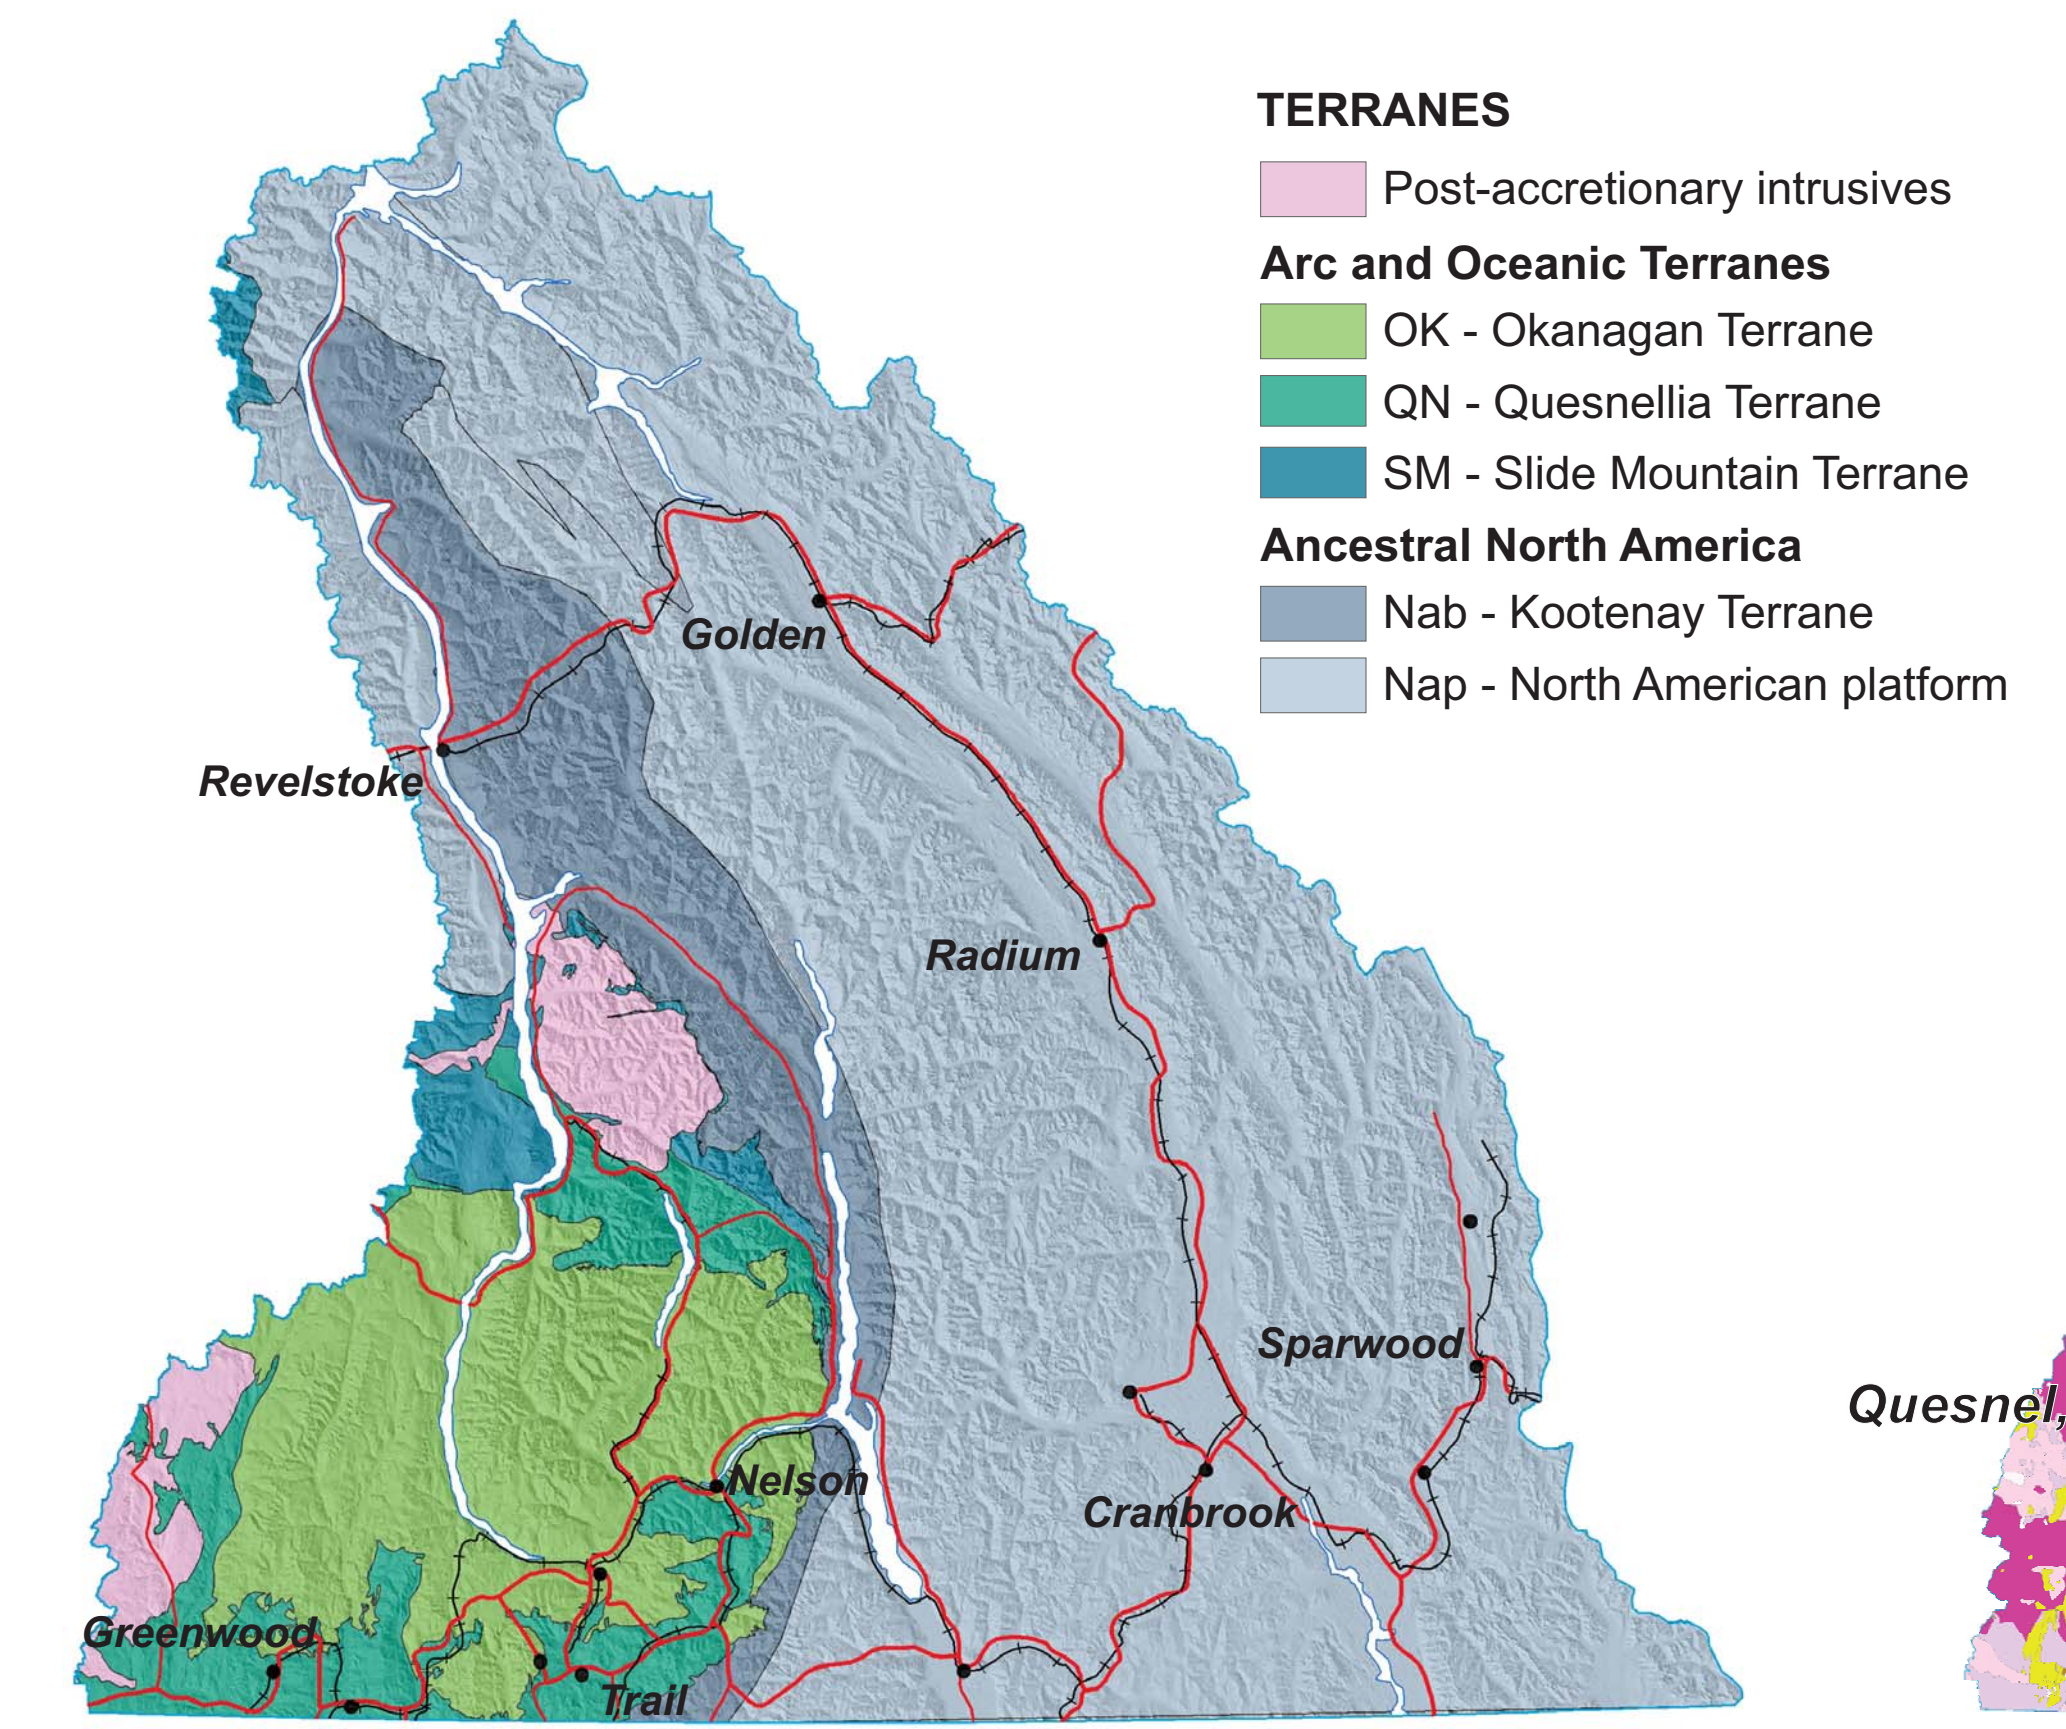 TERRANES
Post-accretionary intrusives
Arc and Oceanic Terranes
OK - Okanagan Terrane
QN - Quesnellia Terrane
SM - Slide Mountain Terrane
Ancestral North America
Nab - Kootenay Terrane
Nap - North American platform
Golden
Revelstoke
Radium
Sparwood
Quesnel,
Nelson
Cranbrook
Greenwood
Trail